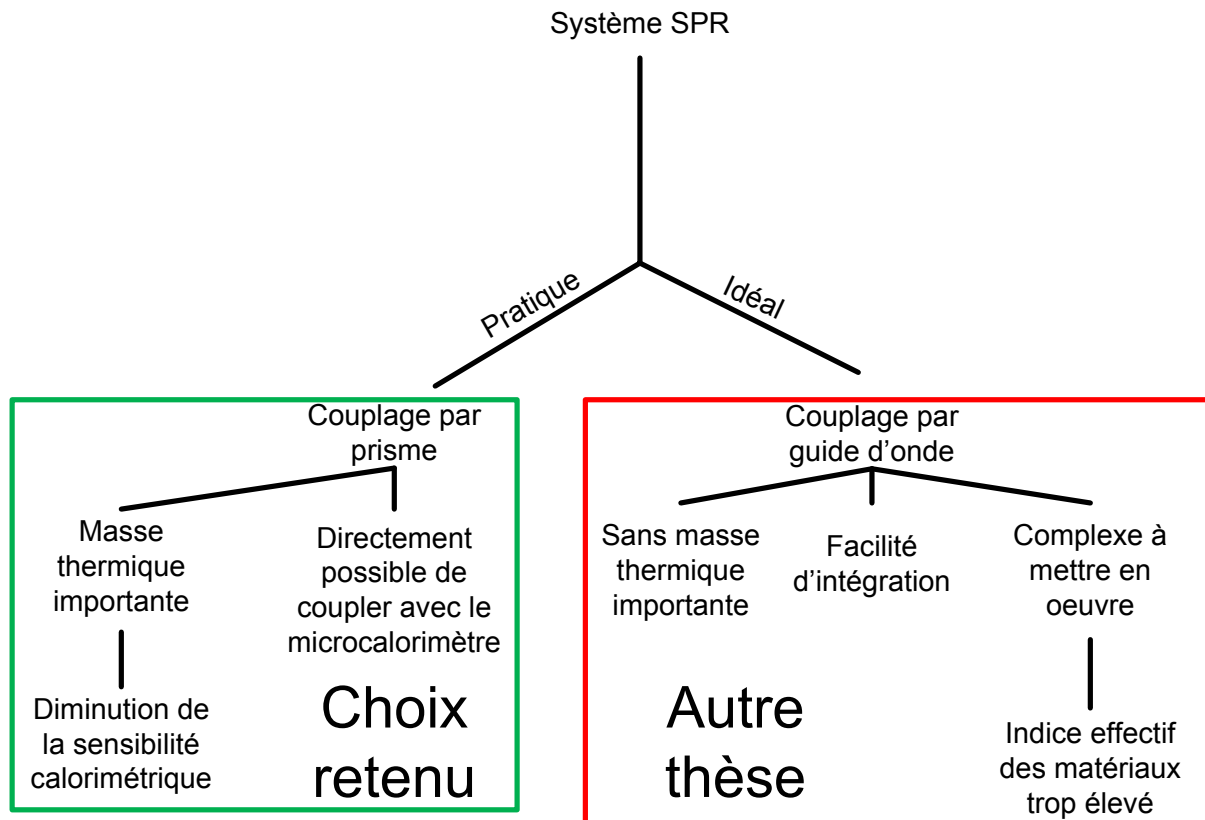 Système SPR
Pratique
Idéal
Couplage par
prisme
Masse
thermique
importante
Directement
possible de
coupler avec le
microcalorimètre
Diminution de
la sensibilité
calorimétrique
Choix
retenu
Couplage par
guide d’onde
Sans masse
thermique
importante
Facilité
d’intégration
Complexe à
mettre en
oeuvre
Autre
thèse
Indice effectif
des matériaux
trop élevé